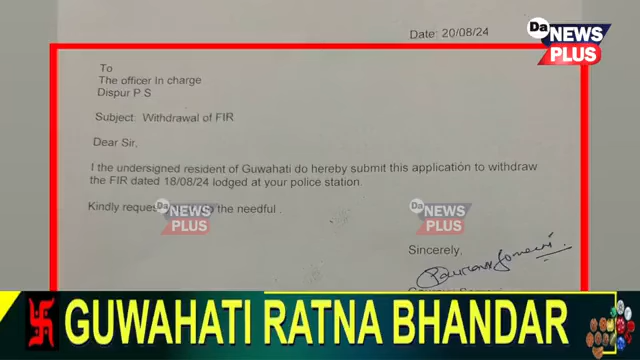 Date: 20/08/24
Da NEWS
PLUS
To
The officer In charge
Dispur P S
Subject: Withdrawal of FIR
Dear Sir,
I the undersigned resident of Guwahati do hereby submit this application to withdraw
the FIR dated 18/08/24 lodged at your police station.
Kindly the needful .
Da NEWS
PLUS
Da NEWS
PLUS
Sincerely,
GUWAHATI RATNA BHANDAR